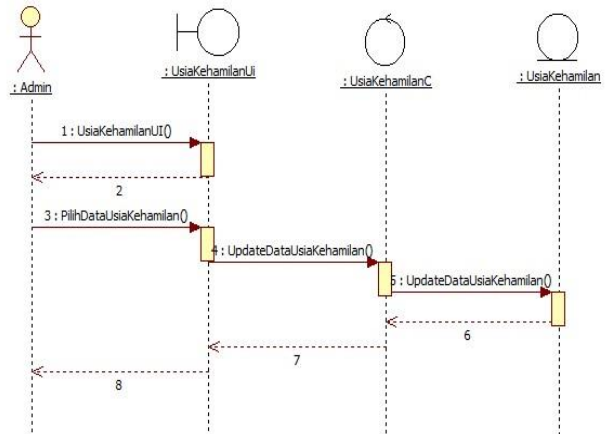 : Admin
: UsiaKehamilanUi
: UsiaKehamilanC
: UsiaKehamilan
1 : UsiaKehamilanUI()
2
3 : PilihDataUsiaKehamilan()
4 : UpdateDataUsiaKehamilan()
5 : UpdateDataUsiaKehamilan()
6
7
8